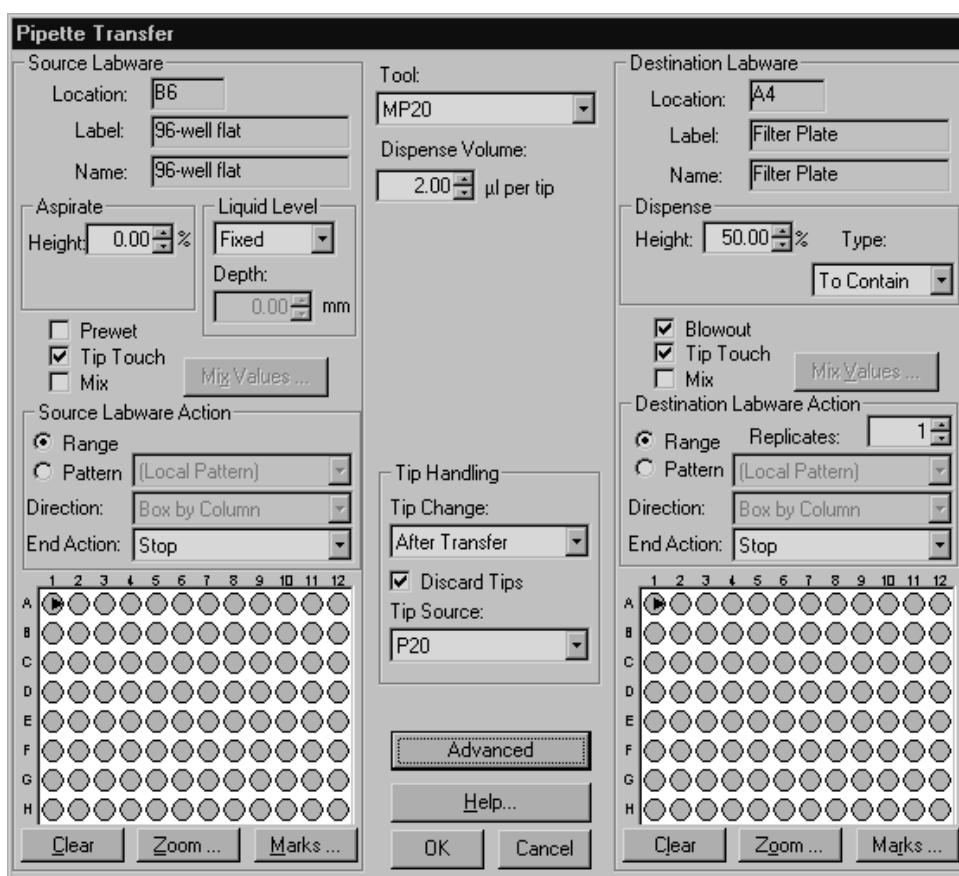 Pipette Transfer
Source Labware
Location: B6
Label: 96-well flat
Name: 96-well flat
Aspirate
Height: 0.00 %
Liquid Level
Fixed
Depth:
0.00 mm
Prewet
Tip Touch
Mix
Mix Values ...
Source Labware Action
Range
Pattern (Local Pattern)
Direction: Box by Column
End Action: Stop
1 2 3 4 5 6 7 8 9 10 11 12
A
B
C
D
E
F
G
H
Clear Zoom ... Marks ...
Tool:
MP20
Dispense Volume:
2.00 µl per tip
Tip Handling
Tip Change:
After Transfer
Discard Tips
Tip Source:
P20
Advanced
Help...
OK Cancel
Destination Labware
Location: A4
Label: Filter Plate
Name: Filter Plate
Dispense
Height: 50.00 % Type:
To Contain
Blowout
Tip Touch
Mix
Mix Values ...
Destination Labware Action
Range Replicates: 1
Pattern (Local Pattern)
Direction: Box by Column
End Action: Stop
1 2 3 4 5 6 7 8 9 10 11 12
A
B
C
D
E
F
G
H
Clear Zoom ... Marks ...